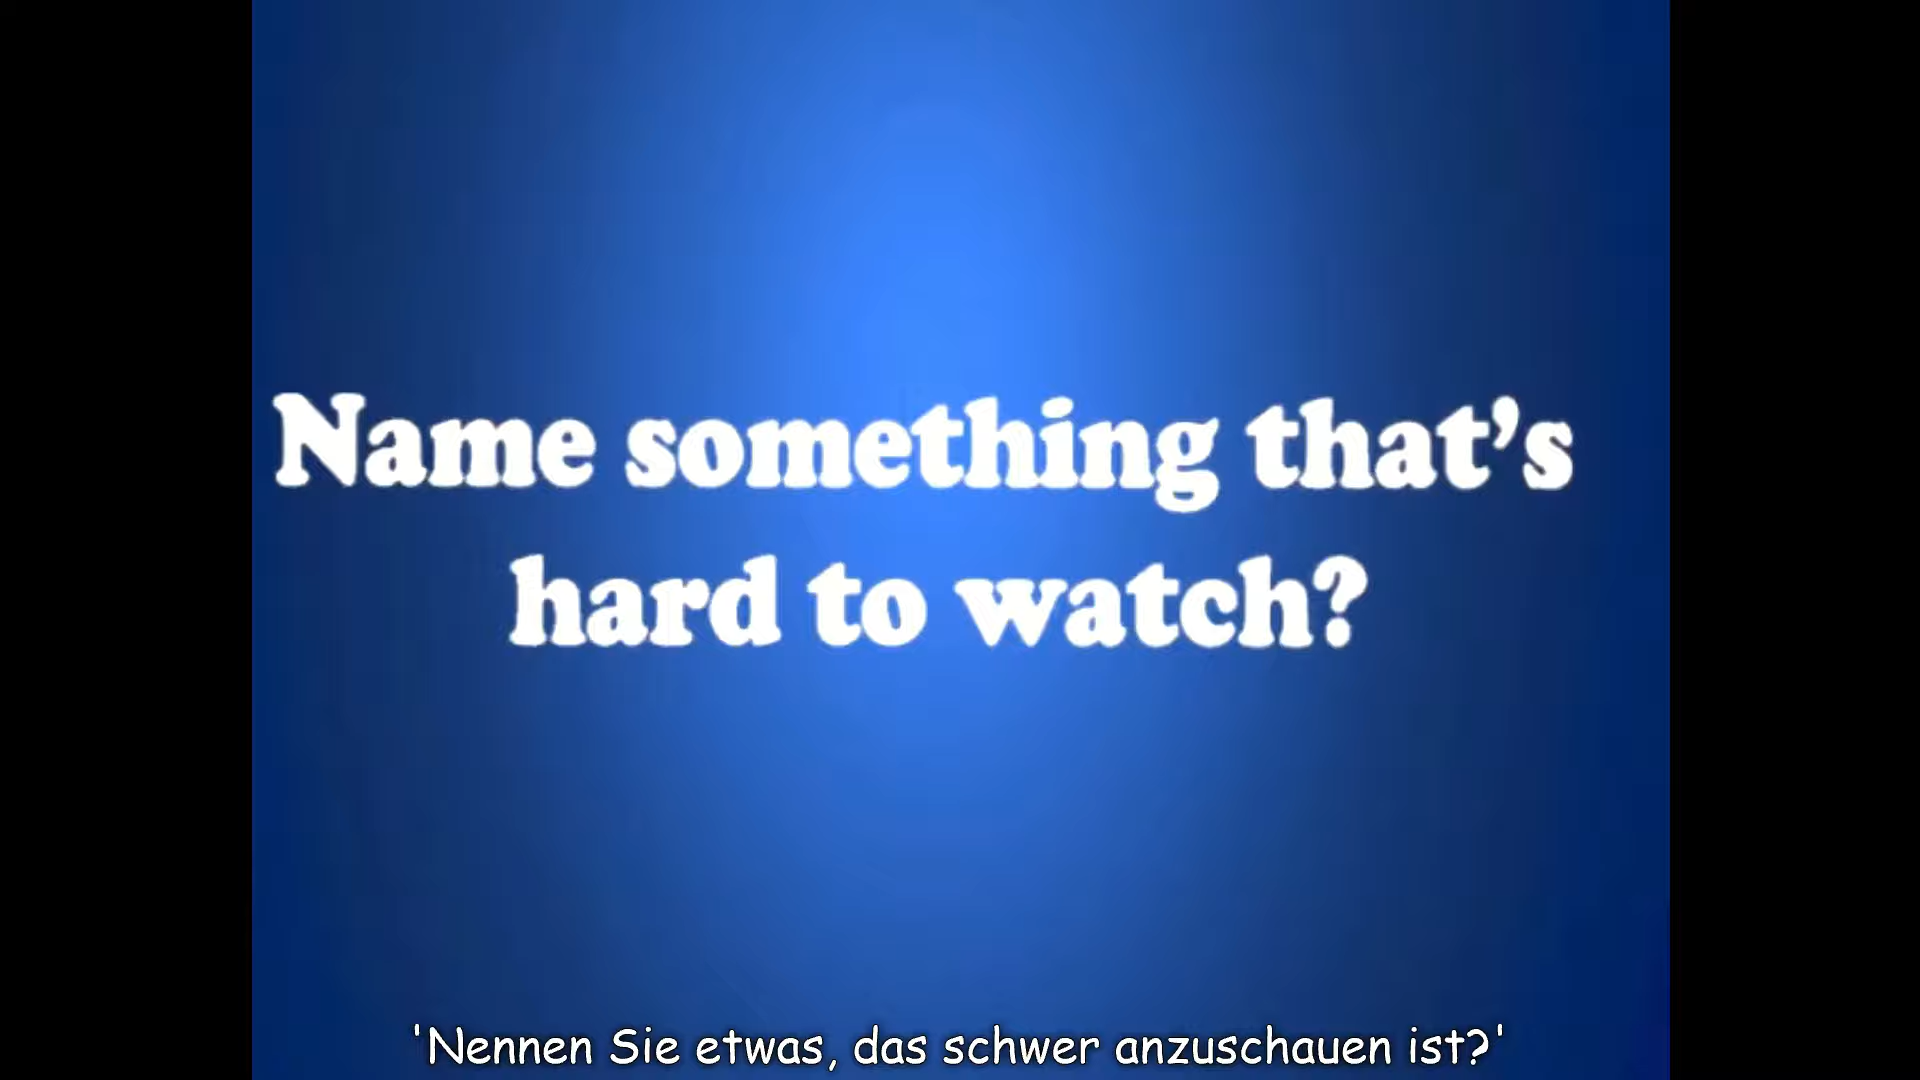 Name something that's
hard to watch?
'Nennen Sie etwas, das schwer anzuschauen ist?'